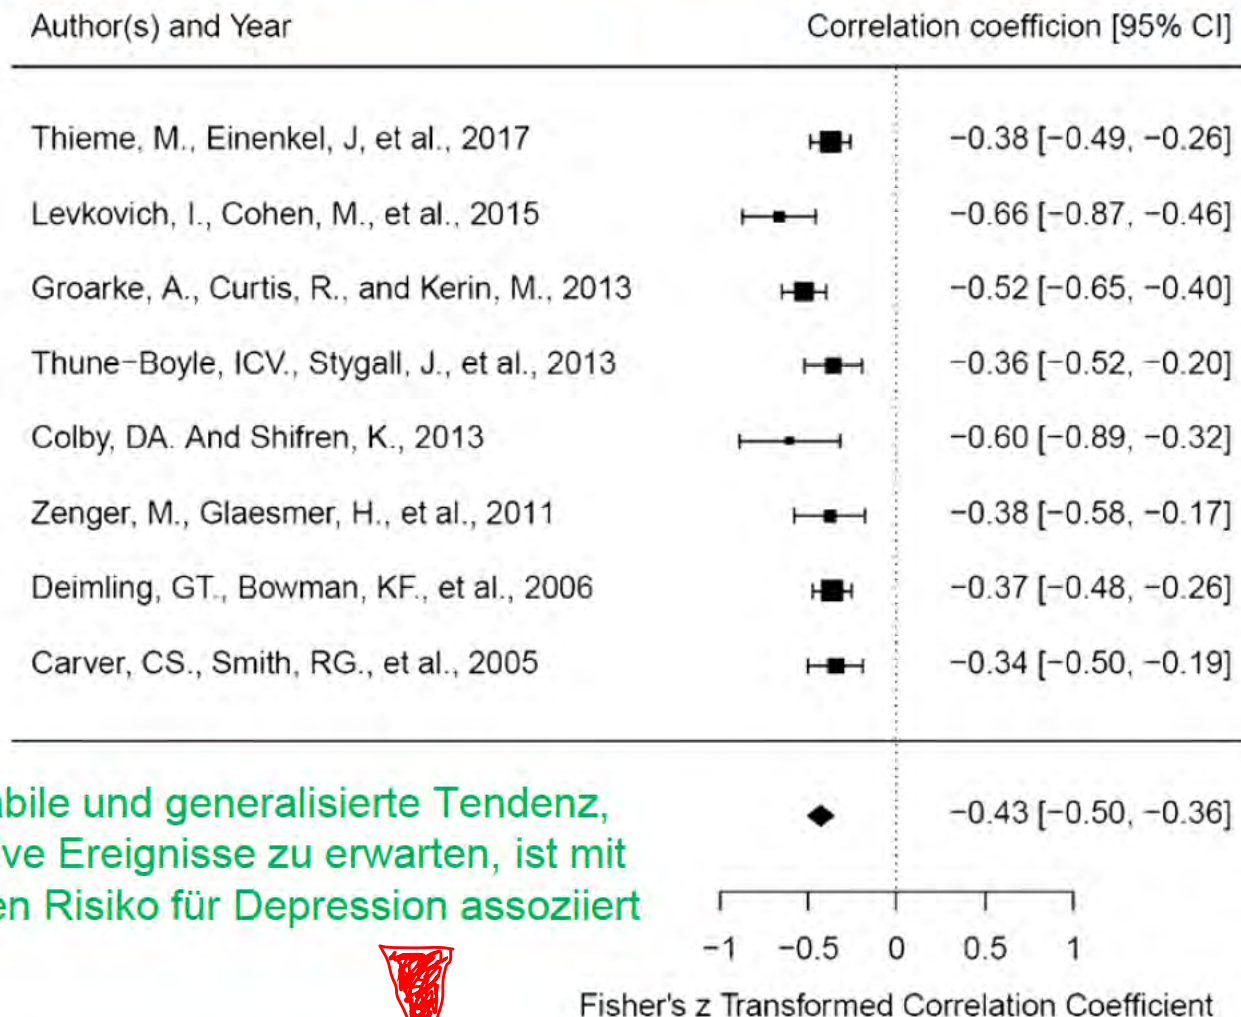 Author(s) and Year Correlation coefficion [95% CI]
Thieme, M., Einenkel, J, et al., 2017 −0.38 [−0.49, −0.26]
Levkovich, I., Cohen, M., et al., 2015 −0.66 [−0.87, −0.46]
Groarke, A., Curtis, R., and Kerin, M., 2013 −0.52 [−0.65, −0.40]
Thune−Boyle, ICV., Stygall, J., et al., 2013 −0.36 [−0.52, −0.20]
Colby, DA. And Shifren, K., 2013 −0.60 [−0.89, −0.32]
Zenger, M., Glaesmer, H., et al., 2011 −0.38 [−0.58, −0.17]
Deimling, GT., Bowman, KF., et al., 2006 −0.37 [−0.48, −0.26]
Carver, CS., Smith, RG., et al., 2005 −0.34 [−0.50, −0.19]
abile und generalisierte Tendenz, −0.43 [−0.50, −0.36]
ve Ereignisse zu erwarten, ist mit
en Risiko für Depression assoziiert
−1 −0.5 0 0.5 1
Fisher's z Transformed Correlation Coefficient